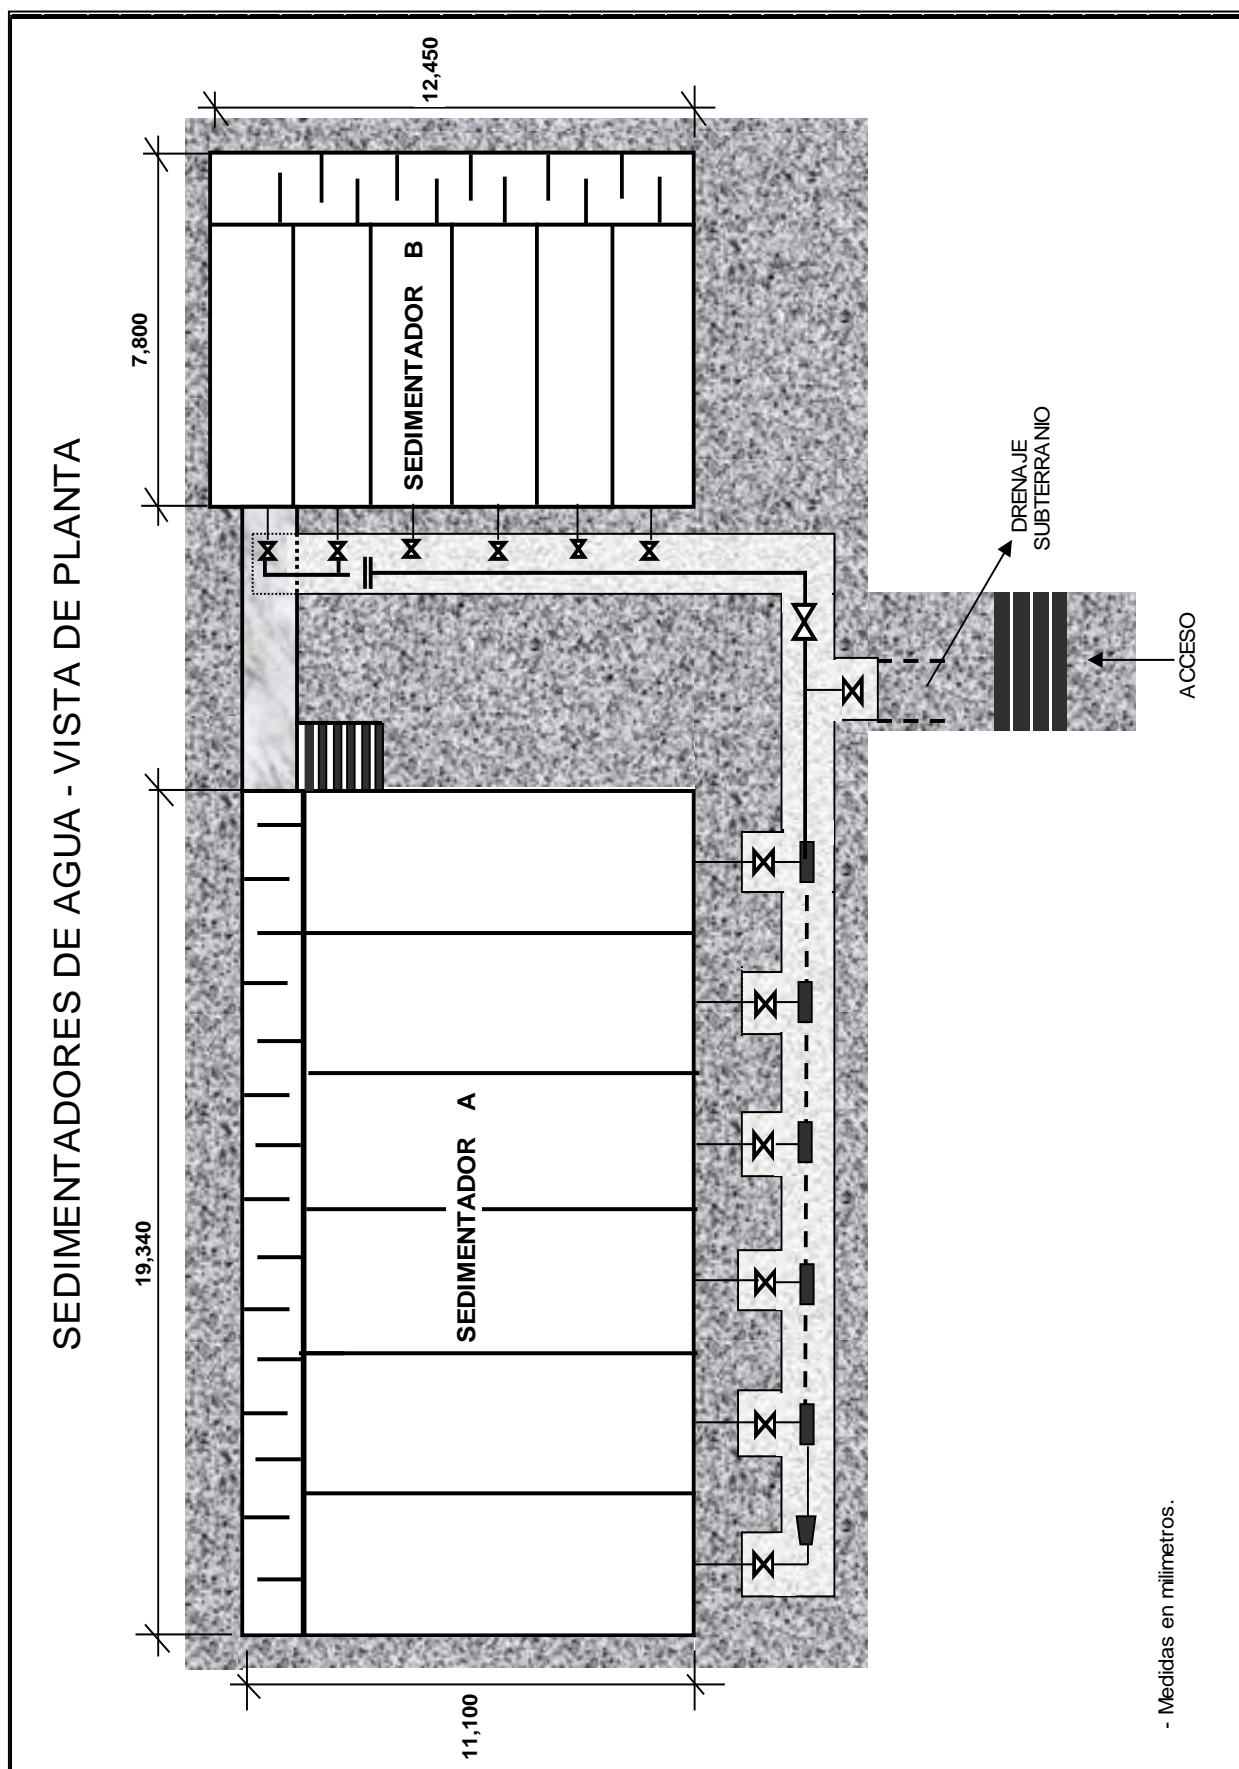 SEDIMENTADORES DE AGUA - VISTA DE PLANTA
19,340
7,800
11,100
12,450
SEDIMENTADOR A
SEDIMENTADOR B
DRENAJE
SUBTERRANIO
ACCESO
- Medidas en milimetros.